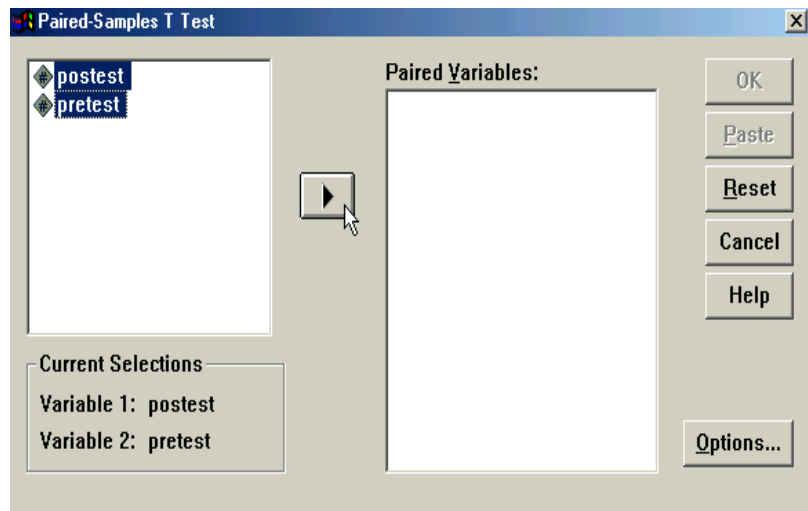 Paired-Samples T Test
postest
pretest
Paired Variables:
OK
Paste
Reset
Cancel
Help
Current Selections
Variable 1: postest
Variable 2: pretest
Options...